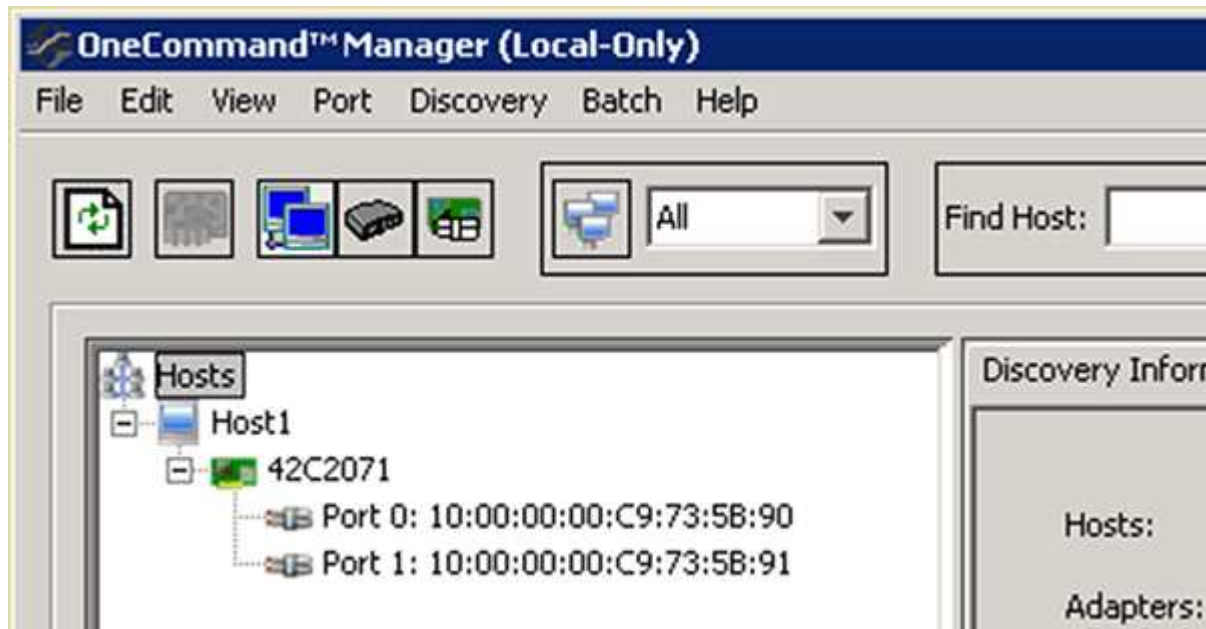 OneCommand™ Manager (Local-Only)
File Edit View Port Discovery Batch Help
All Find Host:
Hosts
Host1
42C2071
Port 0: 10:00:00:00:C9:73:5B:90
Port 1: 10:00:00:00:C9:73:5B:91
Discovery Inforr
Hosts:
Adapters: